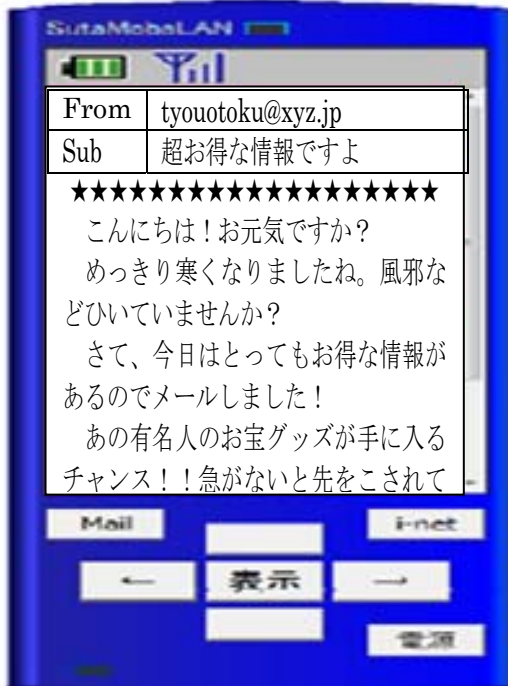 SutaMobaLAN
From tyouotoku@xyz.jp
Sub 超お得な情報ですよ
★★★★★★★★★★★★★★★★★★★
こんにちは！お元気ですか？
めっきり寒くなりましたね。風邪な
どひいていませんか？
さて、今日はとってもお得な情報が
あるのでメールしました！
あの有名人のお宝グッズが手に入る
チャンス！！急がないと先をこされて
Mail i-net
← 表示 →
電源